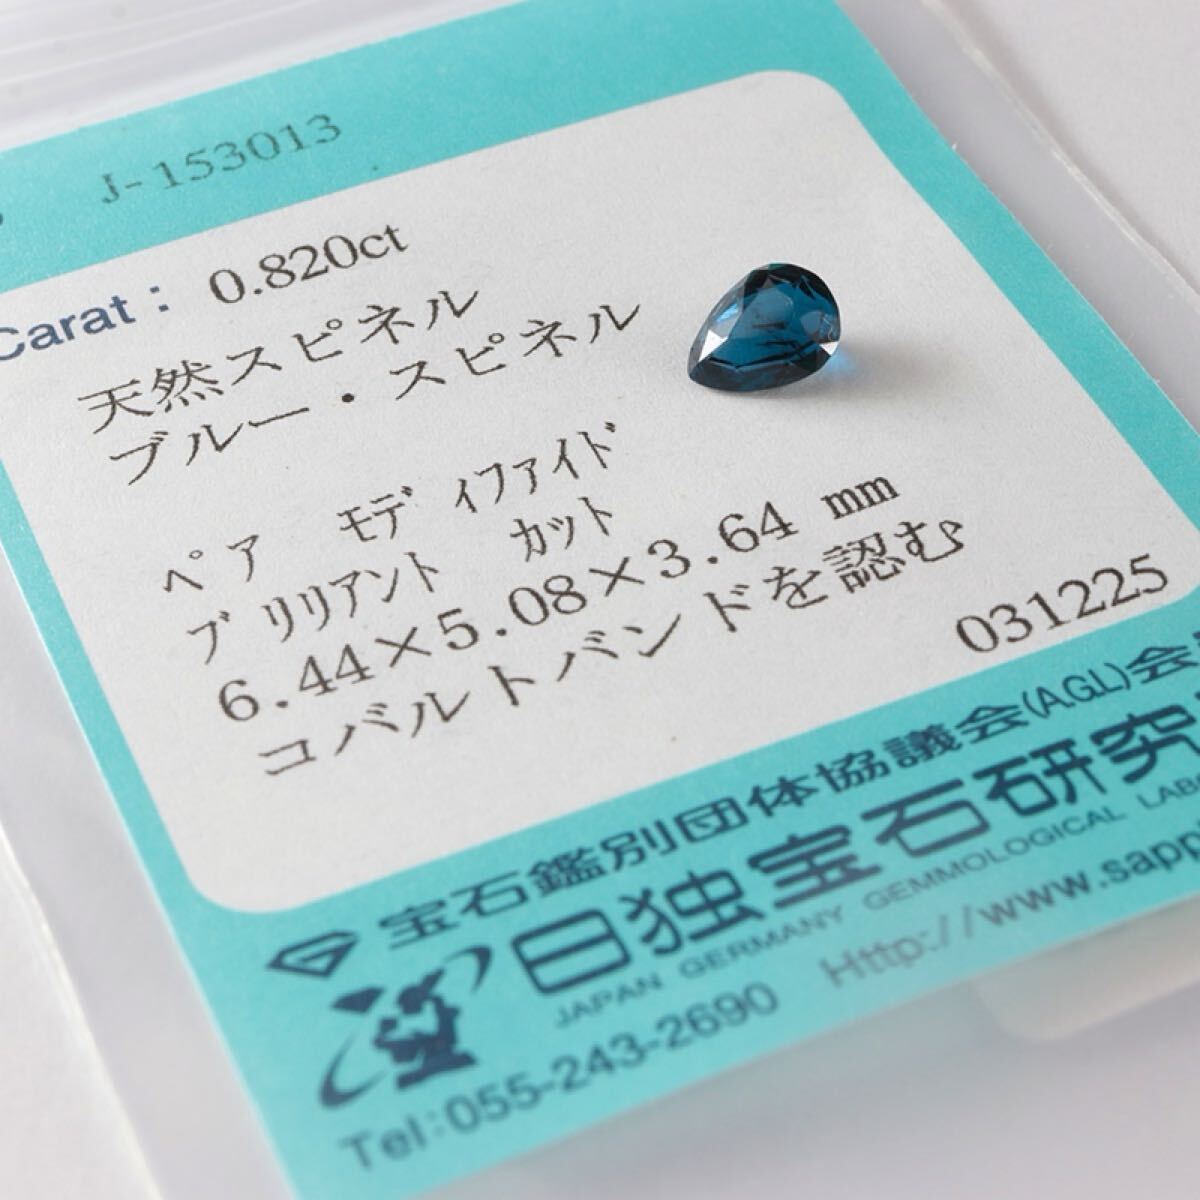 J-153013
Carat : 0.820ct
天然スピネル
ブルー・スピネル
ペア モディファイド
ブリリアント カット
6.44×5.08×3.64 mm
コバルトバンドを認む
031225
宝石鑑別団体協議会(A.G.L)会
日独宝石研究
JAPAN GERMANY GEMMOLOGICAL LABO
Tel:055-243-2690 Http://www.sapp